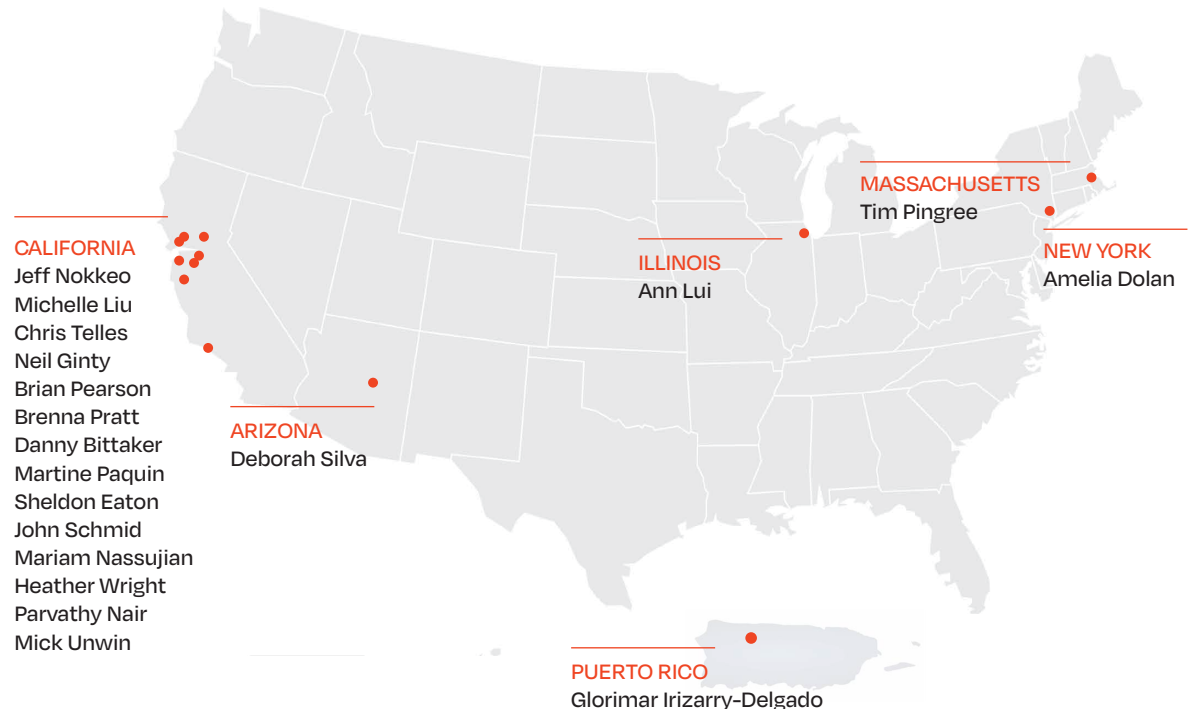 CALIFORNIA
Jeff Nokkeo
Michelle Liu
Chris Telles
Neil Ginty
Brian Pearson
Brenna Pratt
Danny Bittaker
Martine Paquin
Sheldon Eaton
John Schmid
Mariam Nassujian
Heather Wright
Parvathy Nair
Mick Unwin
ARIZONA
Deborah Silva
ILLINOIS
Ann Lui
MASSACHUSETTS
Tim Pingree
NEW YORK
Amelia Dolan
PUERTO RICO
Glorimar Irizarry-Delgado